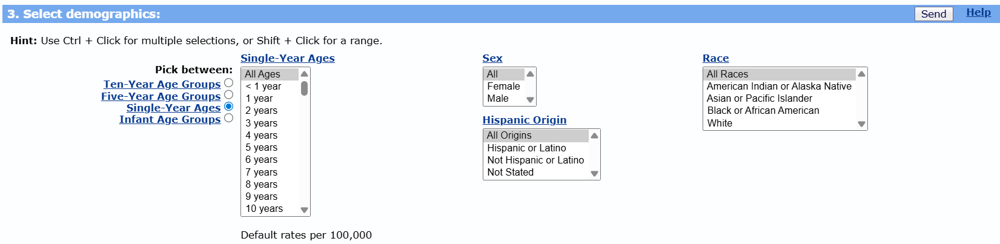 3. Select demographics:
Send
Help
Hint: Use Ctrl + Click for multiple selections, or Shift + Click for a range.
Pick between:
Ten-Year Age Groups
Five-Year Age Groups
Single-Year Ages
Infant Age Groups
Single-Year Ages
All Ages
< 1 year
1 year
2 years
3 years
4 years
5 years
6 years
7 years
8 years
9 years
10 years
Default rates per 100,000
Sex
All
Female
Male
Hispanic Origin
All Origins
Hispanic or Latino
Not Hispanic or Latino
Not Stated
Race
All Races
American Indian or Alaska Native
Asian or Pacific Islander
Black or African American
White